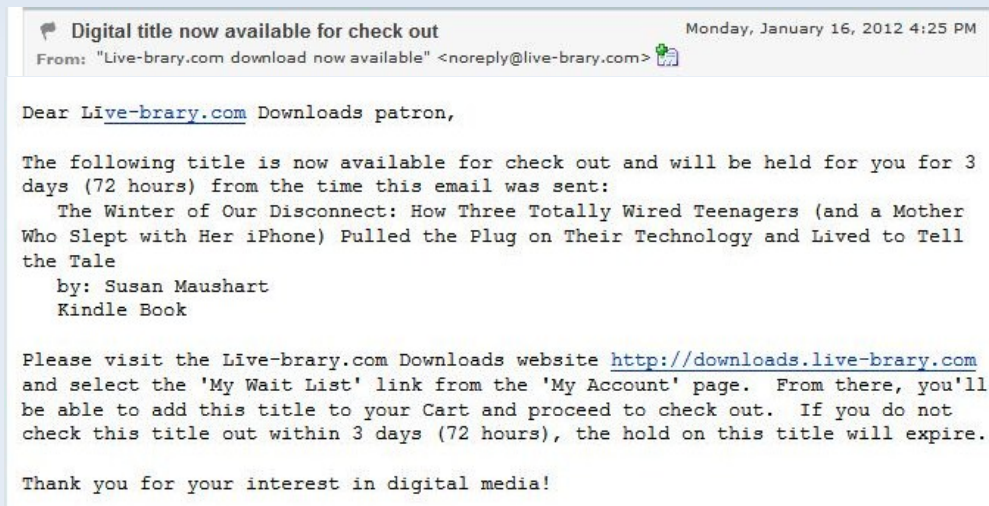 Digital title now available for check out Monday, January 16, 2012 4:25 PM
From: "Live-brary.com download now available" <noreply@live-brary.com>
Dear Līve-brary.com Downloads patron,
The following title is now available for check out and will be held for you for 3
days (72 hours) from the time this email was sent:
The Winter of Our Disconnect: How Three Totally Wired Teenagers (and a Mother
Who Slept with Her iPhone) Pulled the Plug on Their Technology and Lived to Tell
the Tale
by: Susan Maushart
Kindle Book
Please visit the Līve-brary.com Downloads website http://downloads.live-brary.com
and select the 'My Wait List' link from the 'My Account' page. From there, you'll
be able to add this title to your Cart and proceed to check out. If you do not
check this title out within 3 days (72 hours), the hold on this title will expire.
Thank you for your interest in digital media!